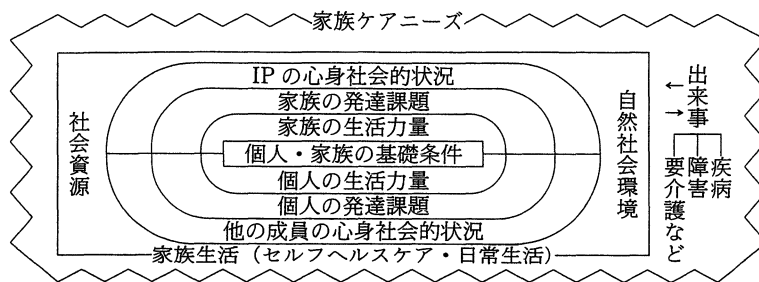 家族ケアニーズ
IPの心身社会的状況
家族の発達課題
家族の生活力量
個人・家族の基礎条件
個人の生活力量
個人の発達課題
他の成員の心身社会的状況
家族生活（セルフヘルスケア・日常生活）
社会資源
自然社会環境
←
→
出来事
疾病
障害
要介護など